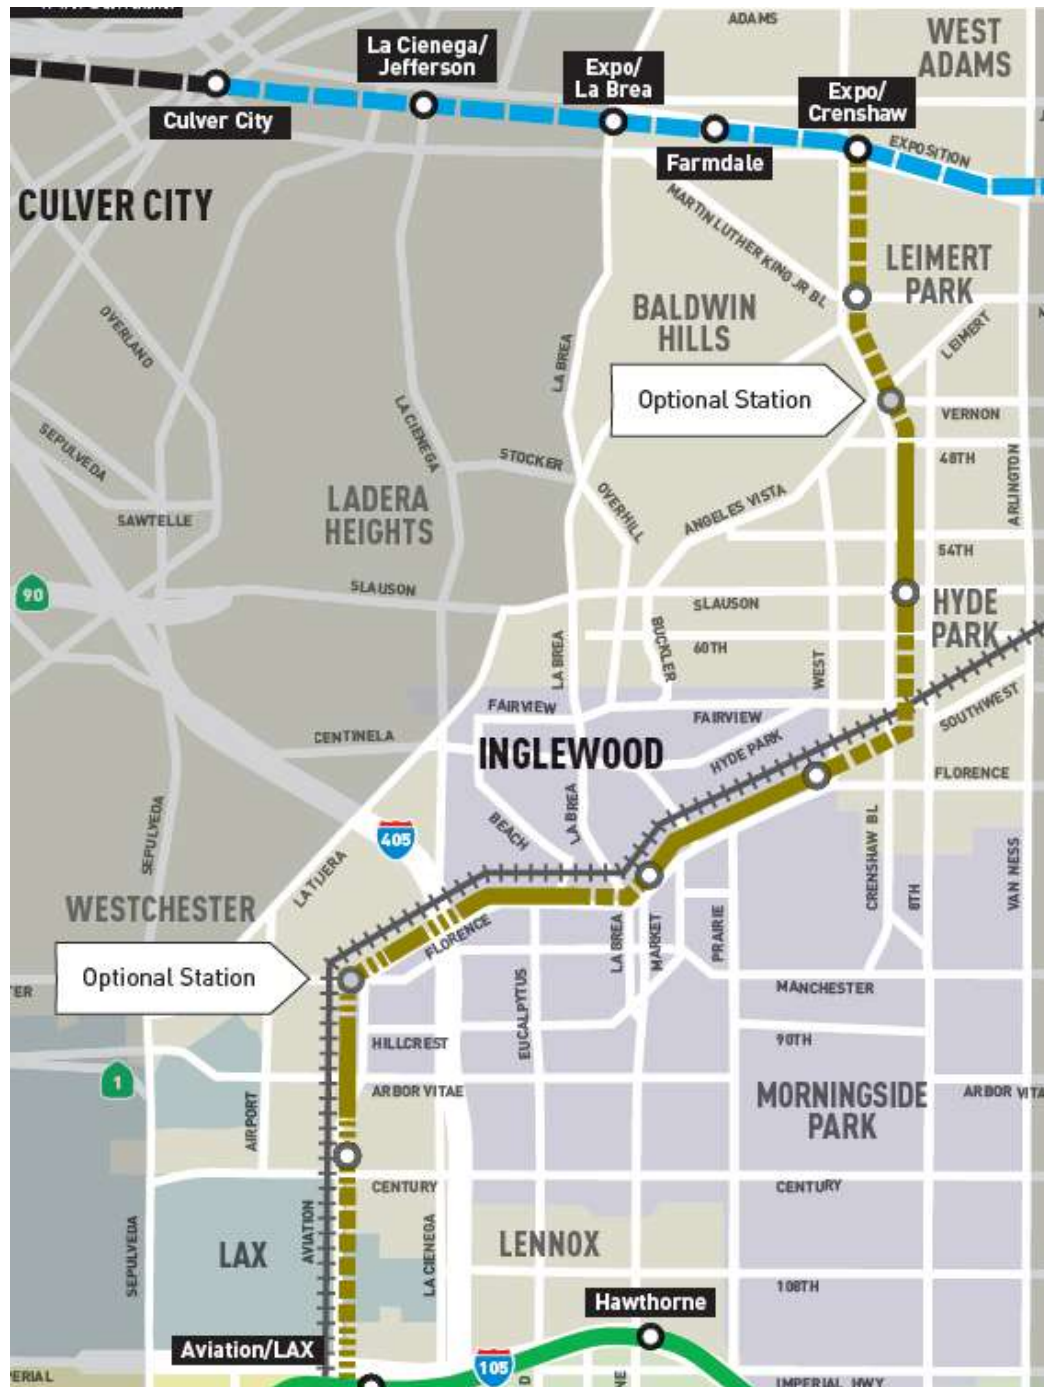 ADAMS
WEST
ADAMS
La Cienega/
Jefferson
Expo/
La Brea
Expo/
Crenshaw
Culver City
Farmdale
EXPOSITION
CULVER CITY
MARTIN LUTHER KING JR BL
LEIMERT
PARK
BALDWIN
HILLS
OVERLAND
LEIMERT
LA BREA
Optional Station
VERNON
LA CIENEGA
SEPULVEDA
STOCKER
48TH
ARLINGTON
LADERA
HEIGHTS
OVERHILL
ANGELES VISTA
SAWTELLE
54TH
90
SLAUSON
SLAUSON
HYDE
PARK
BUCKLER
60TH
LA BREA
WEST
FAIRVIEW
FAIRVIEW
SOUTHWEST
CENTINELA
INGLEWOOD
HYDE PARK
FLORENCE
SEPULVEDA
405
BEACH
LA BREA
CRENSHAW BL
8TH
VAN NESS
LA TIJERA
WESTCHESTER
FLORENCE
LA BREA
MARKET
PRAIRIE
Optional Station
TER
MANCHESTER
EUCALPYTUS
HILLCREST
90TH
1
ARBOR VITAE
MORNINGSIDE
PARK
ARBOR VITA
AIRPORT
CENTURY
CENTURY
SEPULVEDA
AVIATION
LAX
LA CIENEGA
LENNOX
108TH
Hawthorne
Aviation/LAX
105
ERIAL
D
NE
IMPERIAL HWY